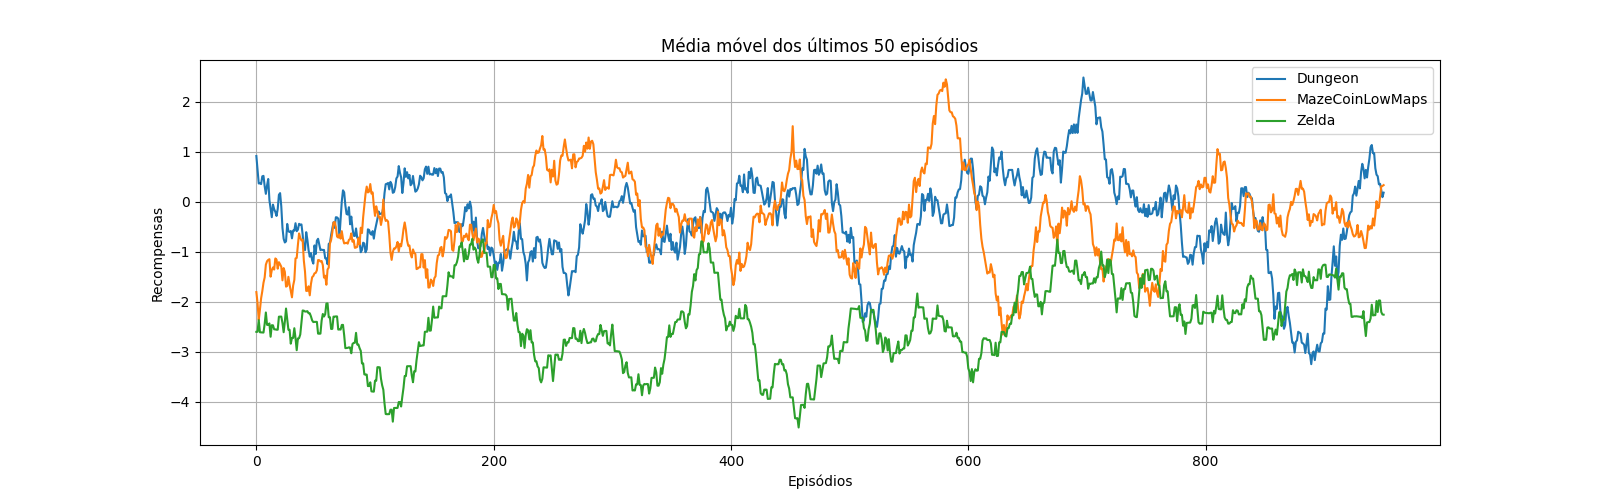 Média móvel dos últimos 50 episódios
Dungeon
MazeCoinLowMaps
Zelda
Recompensas
2
1
0
−1
−2
−3
−4
0 200 400 600 800
Episódios